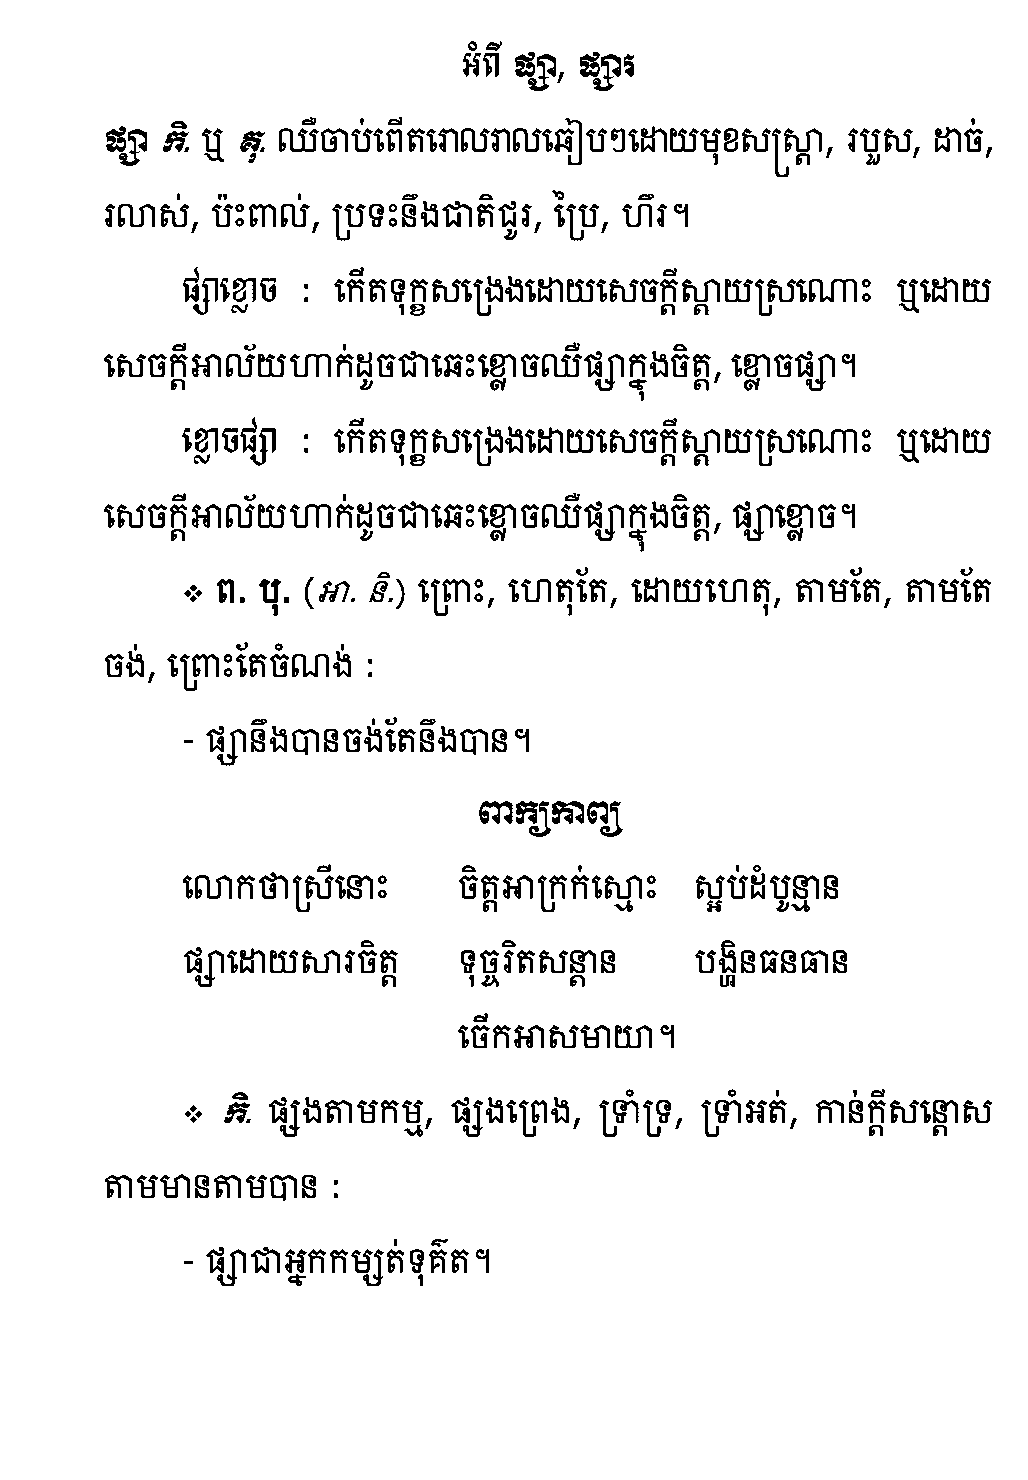 អំពី ផ្សា, ផ្សារ
ផ្សា កិ. ឬ គុ. ឈឺចាប់ពើតរោលរាលឆៀបៗដោយមុខសស្ត្រា, របួស, ដាច់,
រលាស់, ប៉ះពាល់, ប្រទះនឹងជាតិជូរ, ប្រៃ, ហឹរ។
ផ្សាខ្លោច : កើតទុក្ខសង្រេងដោយសេចក្ដីស្ដាយស្រណោះ ឬដោយ
សេចក្ដីអាល័យហាក់ដូចជាឆេះខ្លោចឈឺផ្សាក្នុងចិត្ត, ខ្លោចផ្សា។
ខ្លោចផ្សា : កើតទុក្ខសង្រេងដោយសេចក្ដីស្ដាយស្រណោះ ឬដោយ
សេចក្ដីអាល័យហាក់ដូចជាឆេះខ្លោចឈឺផ្សាក្នុងចិត្ត, ផ្សាខ្លោច។
❖ ព. បុ. (អា. និ.) ព្រោះ, ហេតុតែ, ដោយហេតុ, តាមតែ, តាមតែ
ចង់, ព្រោះតែចំណង់ :
- ផ្សានឹងបានចង់តែនឹងបាន។
ពាក្យកាព្យ
លោកថាស្រីនោះ ចិត្តអាក្រក់ស្មោះ ស្អប់ដំបូន្មាន
ផ្សាដោយសារចិត្ត ទុច្ចរិតសន្ដាន បង្ហិនធនធាន
ចើកអាសមាយា។
❖ កិ. ផ្សងតាមកម្ម, ផ្សងព្រេង, ទ្រាំទ្រ, ទ្រាំអត់, កាន់ក្ដីសន្ដោស
តាមមានតាមបាន :
- ផ្សាជាអ្នកកម្សត់ទុគ៌ត។